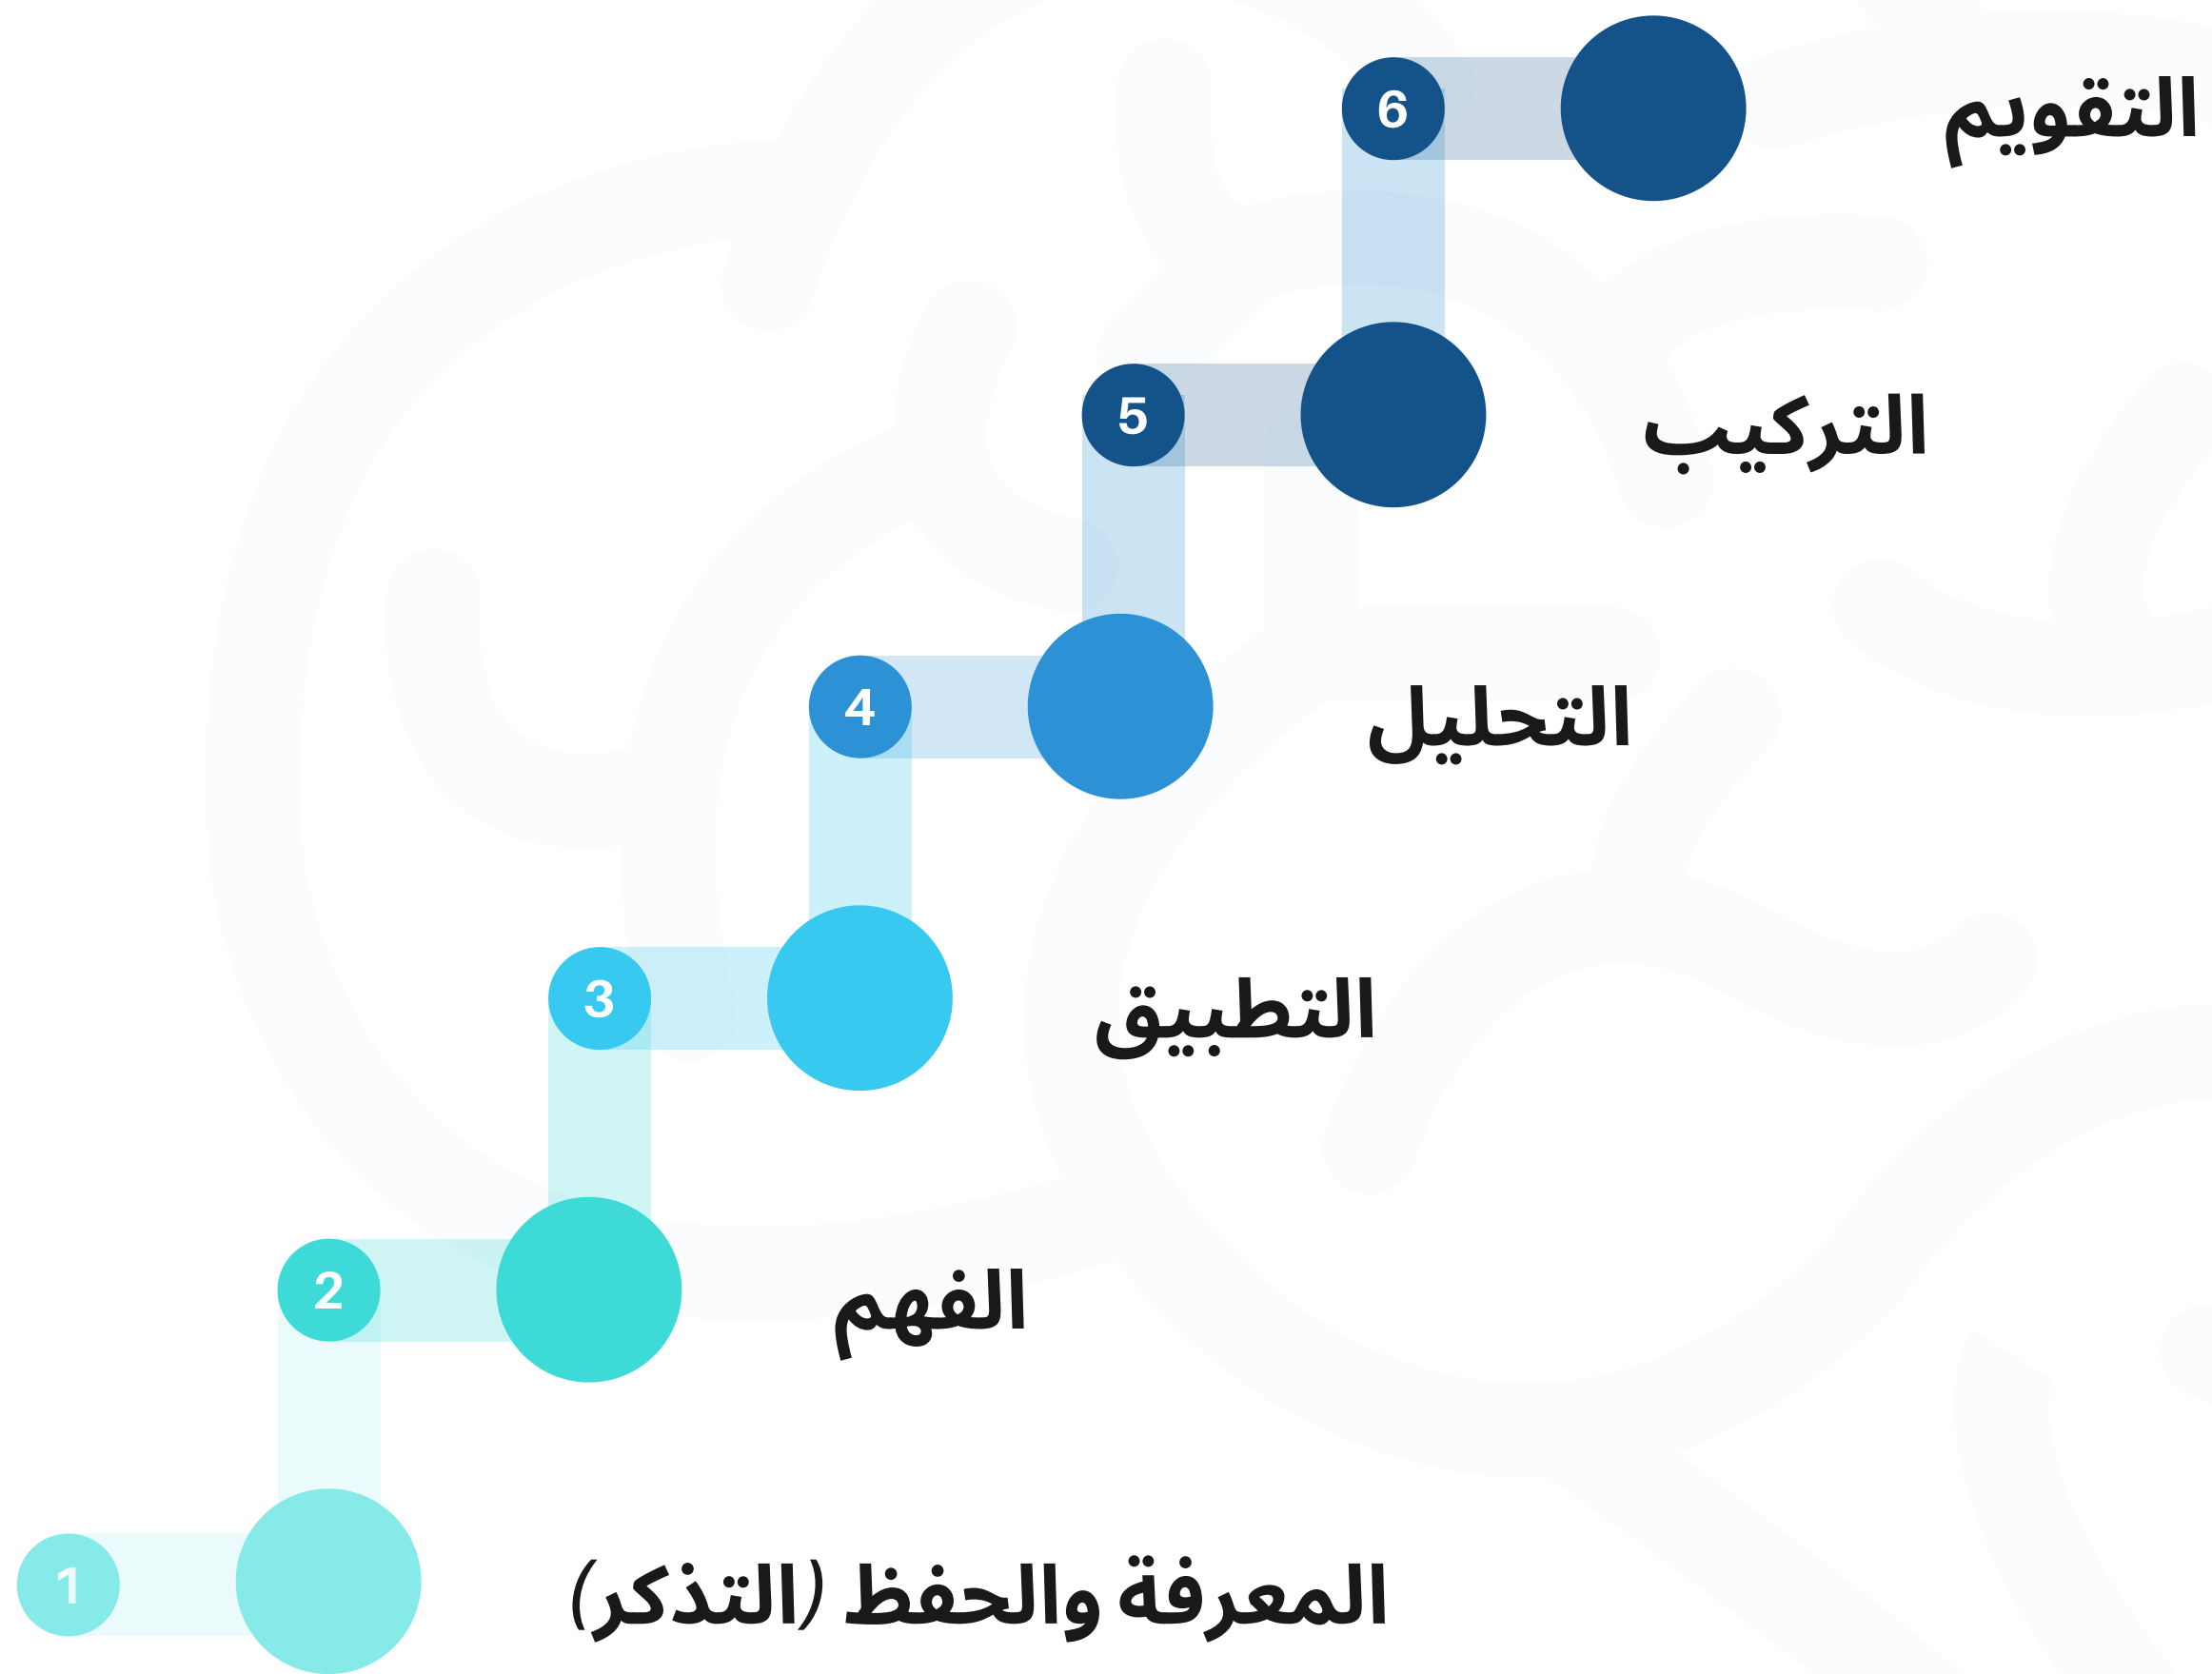 6 التقويم
5 التركيب
4 التحليل
3 التطبيق
2 الفهم
1 المعرفة والحفظ (التذكر)